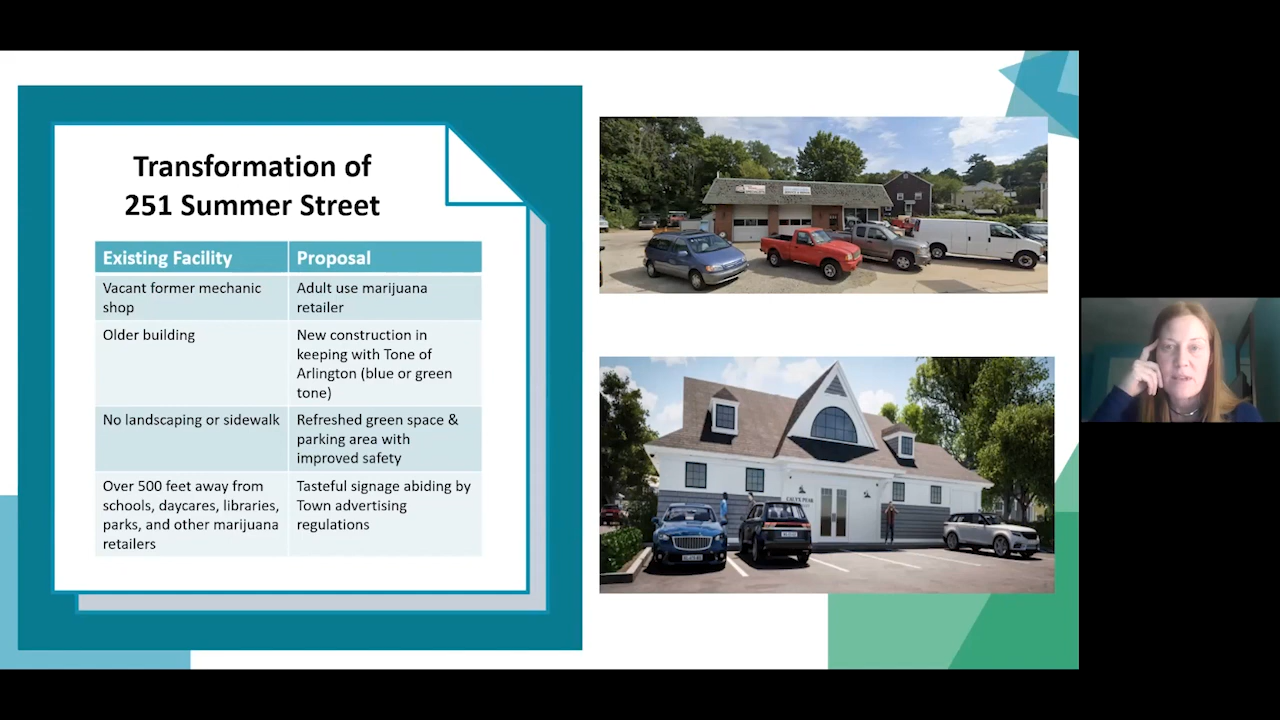 Transformation of
251 Summer Street
Existing Facility
Proposal
Vacant former mechanic
shop
Adult use marijuana
retailer
Older building
New construction in
keeping with Tone of
Arlington (blue or green
tone)
No landscaping or sidewalk
Refreshed green space &
parking area with
improved safety
Over 500 feet away from
schools, daycares, libraries,
parks, and other marijuana
retailers
Tasteful signage abiding by
Town advertising
regulations
CALYX PEAK